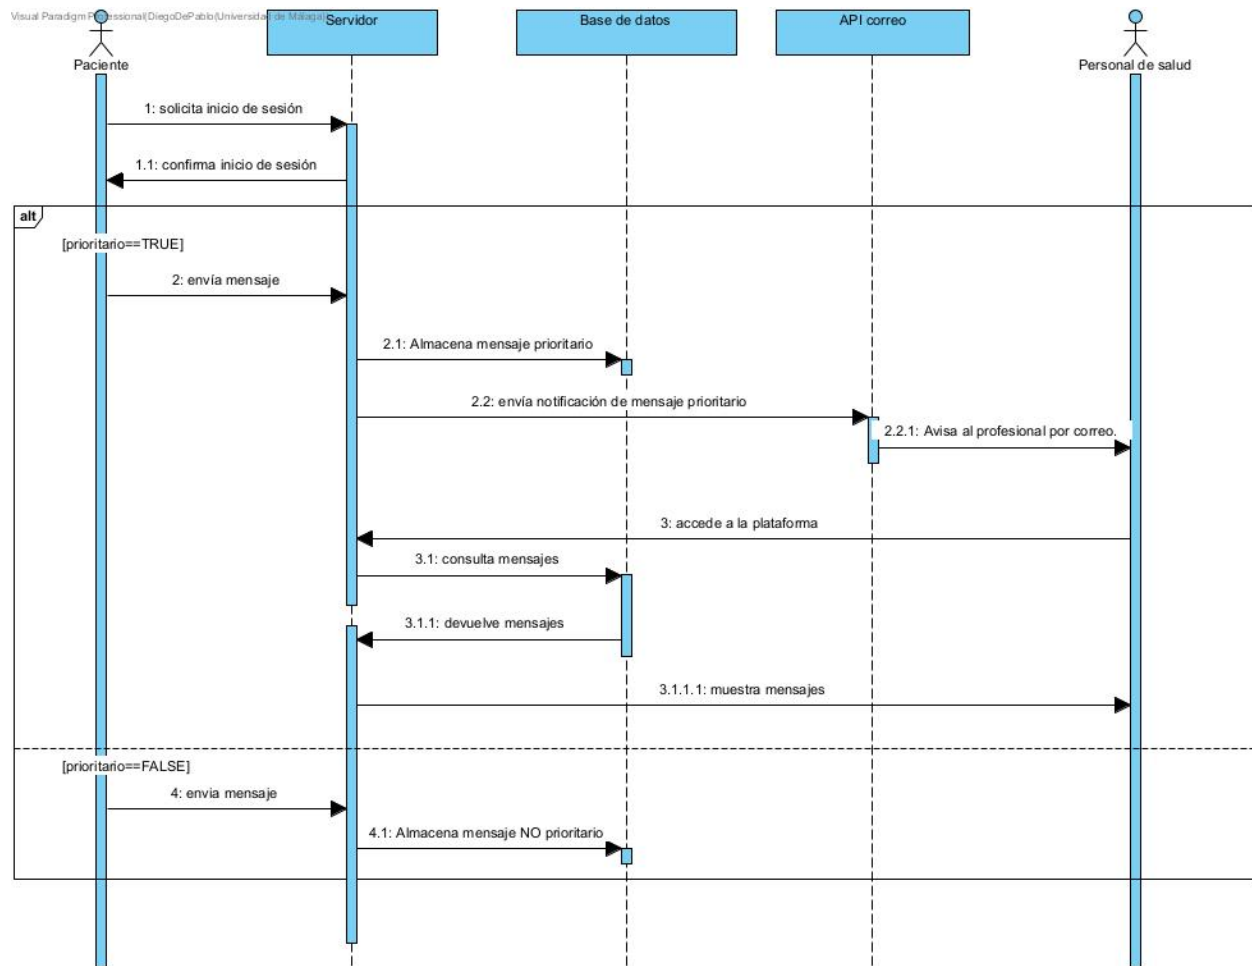 Visual Paradigm Professional(DiegoDePablo(Universidad de Málaga))
Servidor
Base de datos
API correo
Paciente
Personal de salud
1: solicita inicio de sesión
1.1: confirma inicio de sesión
alt
[prioritario==TRUE]
2: envía mensaje
2.1: Almacena mensaje prioritario
2.2: envía notificación de mensaje prioritario
2.2.1: Avisa al profesional por correo.
3: accede a la plataforma
3.1: consulta mensajes
3.1.1: devuelve mensajes
3.1.1.1: muestra mensajes
[prioritario==FALSE]
4: envia mensaje
4.1: Almacena mensaje NO prioritario